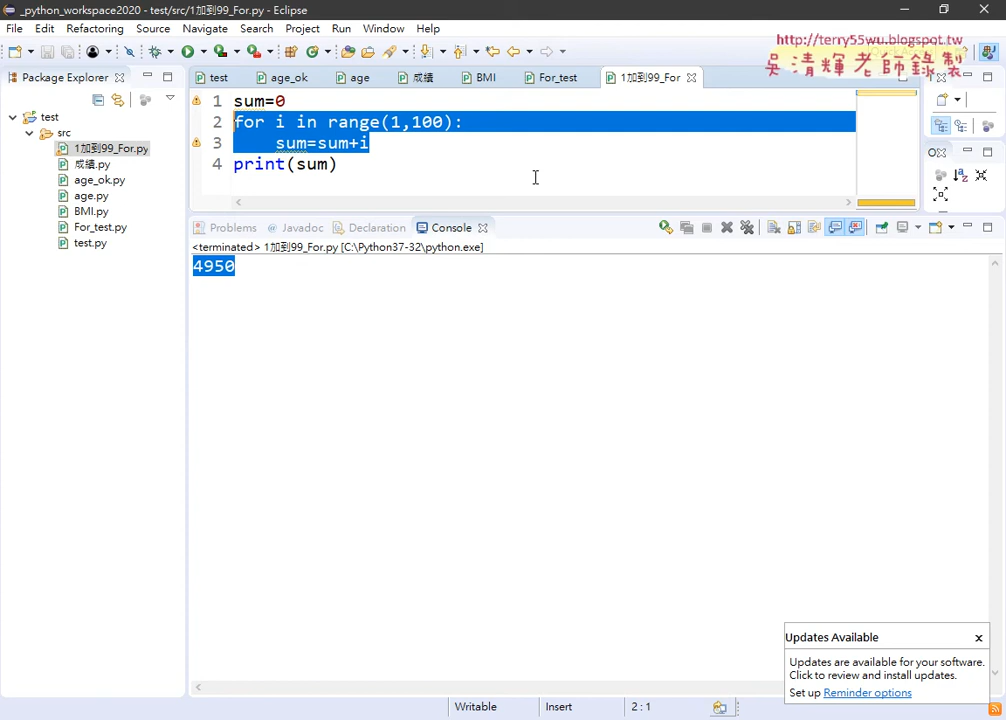 _python_workspace2020 - test/src/1加到99_For.py - Eclipse
File Edit Refactoring Source Navigate Search Project Run Window Help
http://terry55wu.blogspot.tw
吳清輝老師錄製
Package Explorer
test age_ok age 成績 BMI For_test 1加到99_For
test
src
1加到99_For.py
成績.py
age_ok.py
age.py
BMI.py
For_test.py
test.py
1 sum=0
2 for i in range(1,100):
3 sum=sum+i
4 print(sum)
Problems Javadoc Declaration Console
<terminated> 1加到99_For.py [C:\Python37-32\python.exe]
4950
Updates Available
Updates are available for your software.
Click to review and install updates.
Set up Reminder options
Writable Insert 2:1